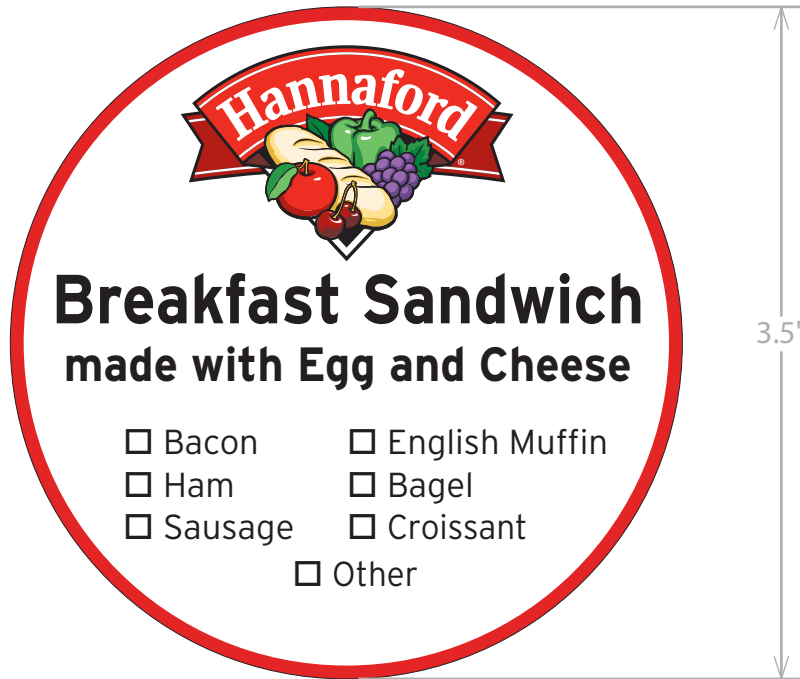 Hannaford
®
Breakfast Sandwich
made with Egg and Cheese
☐ Bacon ☐ English Muffin
☐ Ham ☐ Bagel
☐ Sausage ☐ Croissant
☐ Other
3.5"